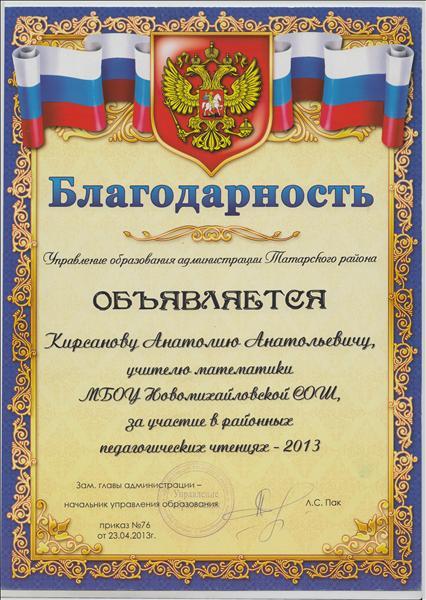 Благодарность
Управление образования администрации Татарского района
ОБЪЯВЛЯЕТСЯ
Кирсанову Анатолию Анатольевичу,
учителю математики
МБОУ Новомихайловской СОШ,
за участие в районных
педагогических чтениях - 2013
Зам. главы администрации –
начальник управления образования
Л.С. Пак
приказ №76
от 23.04.2013г.
Управление